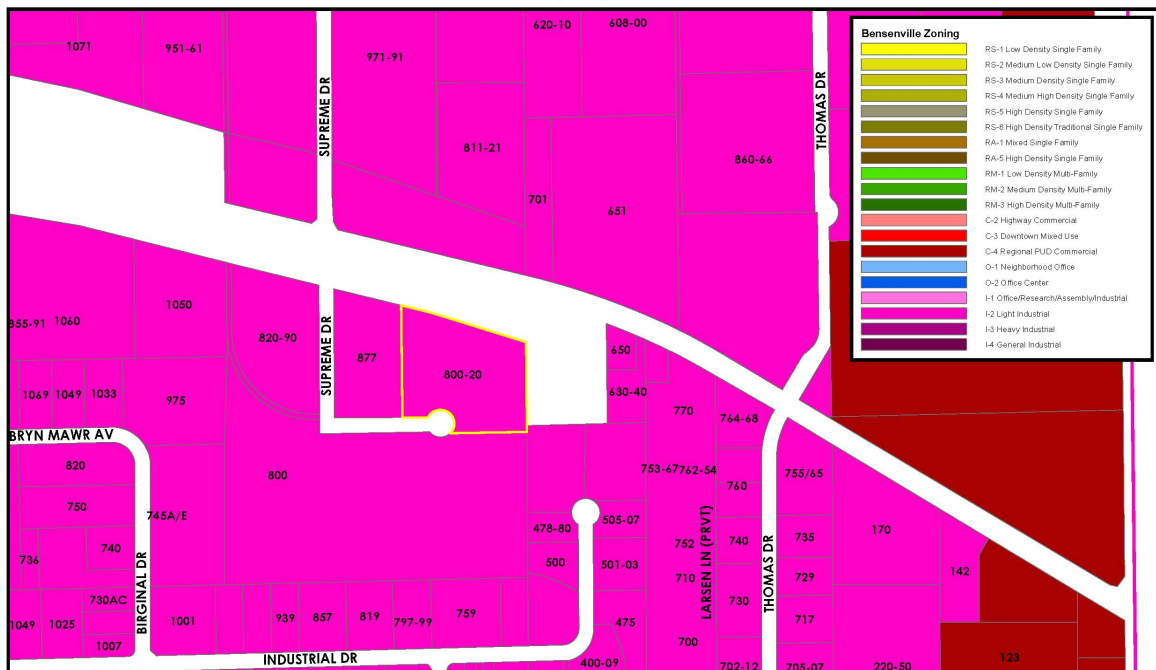 620-10
608-00
1071
951-61
971-91
SUPREME DR
THOMAS DR
811-21
860-66
701
651
Bensenville Zoning
RS-1 Low Density Single Family
RS-2 Medium Low Density Single Family
RS-3 Medium Density Single Family
RS-4 Medium High Density Single Family
RS-5 High Density Single Family
RS-6 High Density Traditional Single Family
RA-1 Mixed Single Family
RA-5 High Density Single Family
RM-1 Low Density Multi-Family
RM-2 Medium Density Multi-Family
RM-3 High Density Multi-Family
C-2 Highway Commercial
C-3 Downtown Mixed Use
C-4 Regional PUD Commercial
O-1 Neighborhood Office
O-2 Office Center
I-1 Office/Research/Assembly/Industrial
I-2 Light Industrial
I-3 Heavy Industrial
I-4 General Industrial
1050
855-91
1060
820-90
SUPREME DR
877
800-20
650
630-40
1069
1049
1033
975
770
764-68
BRYN MAWR AV
820
800
753-67
762-54
755/65
750
745A/E
760
478-80
505-07
LARSEN LN (PRVT)
170
736
740
500
501-03
752
740
735
142
710
729
THOMAS DR
BIRGINAL DR
730AC
730
717
1049
1025
1001
939
857
819
797-99
759
475
700
1007
INDUSTRIAL DR
400-09
702-12
705-07
220-50
123